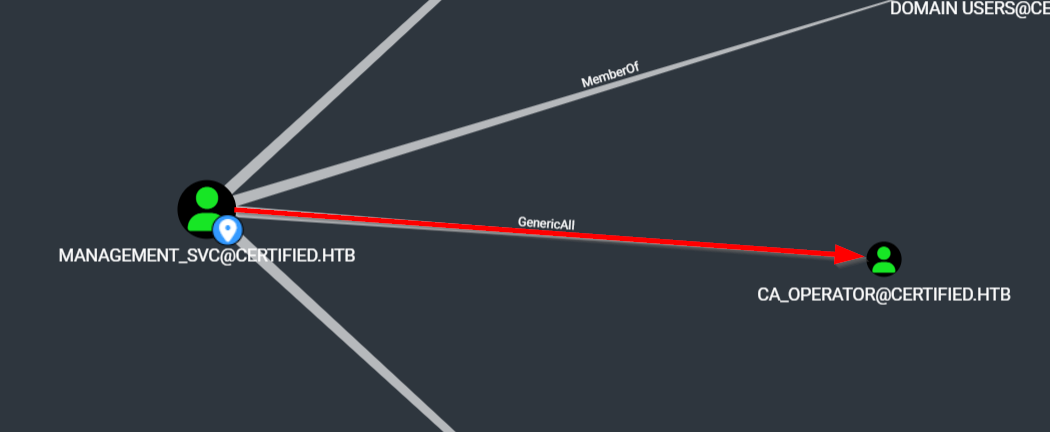 DOMAIN USERS@CE
MemberOf
GenericAll
MANAGEMENT_SVC@CERTIFIED.HTB
CA_OPERATOR@CERTIFIED.HTB